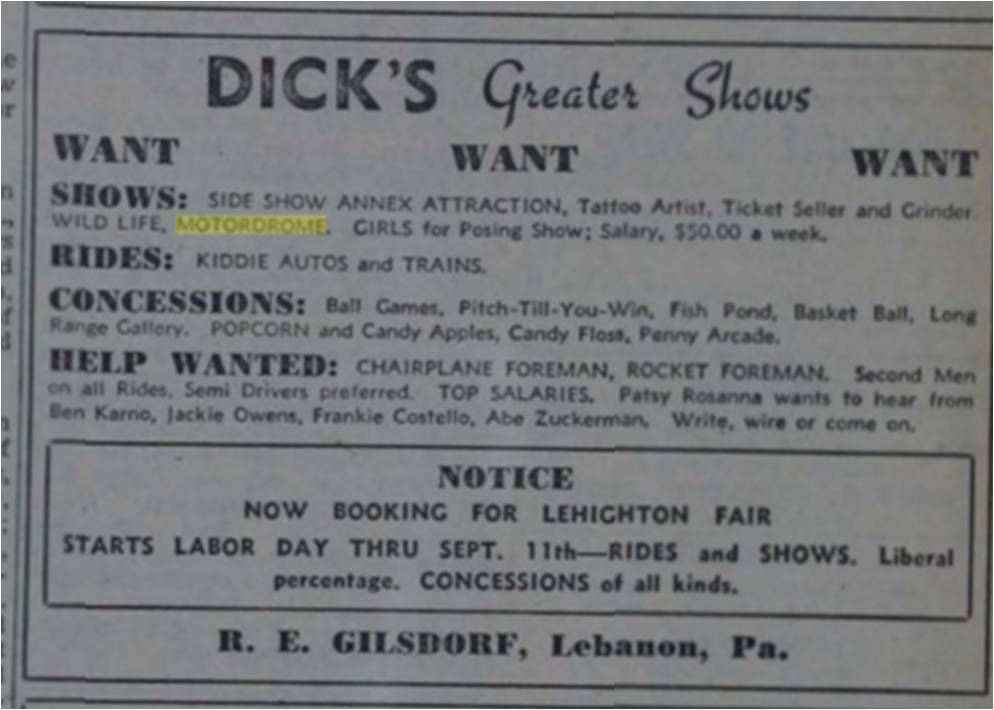 DICK'S Greater Shows
WANT WANT WANT
SHOWS: SIDE SHOW ANNEX ATTRACTION, Tattoo Artist, Ticket Seller and Grinder.
WILD LIFE, MOTORDROME. GIRLS for Posing Show; Salary, $50.00 a week.
RIDES: KIDDIE AUTOS and TRAINS.
CONCESSIONS: Ball Games, Pitch-Till-You-Win, Fish Pond, Basket Ball, Long
Range Gallery. POPCORN and Candy Apples, Candy Floss, Penny Arcade.
HELP WANTED: CHAIRPLANE FOREMAN, ROCKET FOREMAN. Second Men
on all Rides, Semi Drivers preferred. TOP SALARIES. Patsy Rosanna wants to hear from
Ben Karno, Jackie Owens, Frankie Costello, Abe Zuckerman. Write, wire or come on.
NOTICE
NOW BOOKING FOR LEHIGHTON FAIR
STARTS LABOR DAY THRU SEPT. 11th—RIDES and SHOWS. Liberal
percentage. CONCESSIONS of all kinds.
R. E. GILSDORF, Lebanon, Pa.